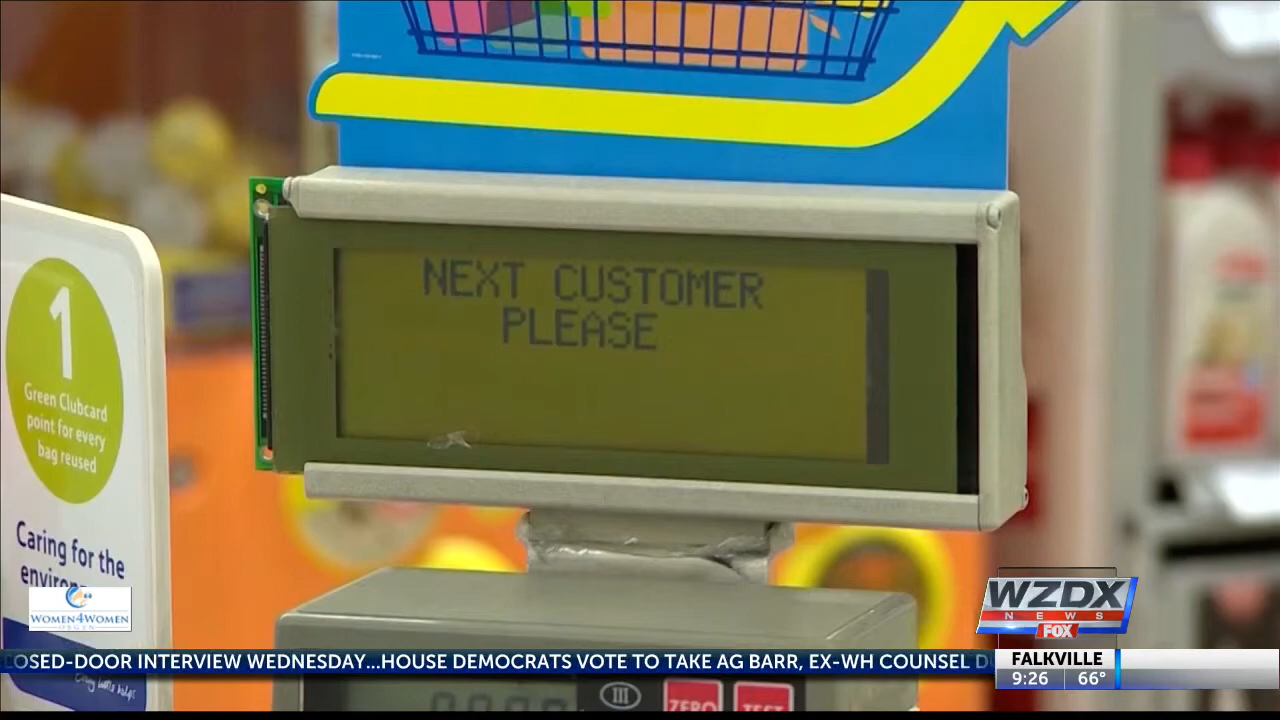 NEXT CUSTOMER
PLEASE
1
Green Clubcard
point for every
bag reused
Caring for the
WOMEN4WOMEN
WZDX
NEWS
FOX
LOSED-DOOR INTERVIEW WEDNESDAY...HOUSE DEMOCRATS VOTE TO TAKE AG BARR, EX-WH COUNSEL
FALKVILLE
9:26 66°
III
ZERO
TEST